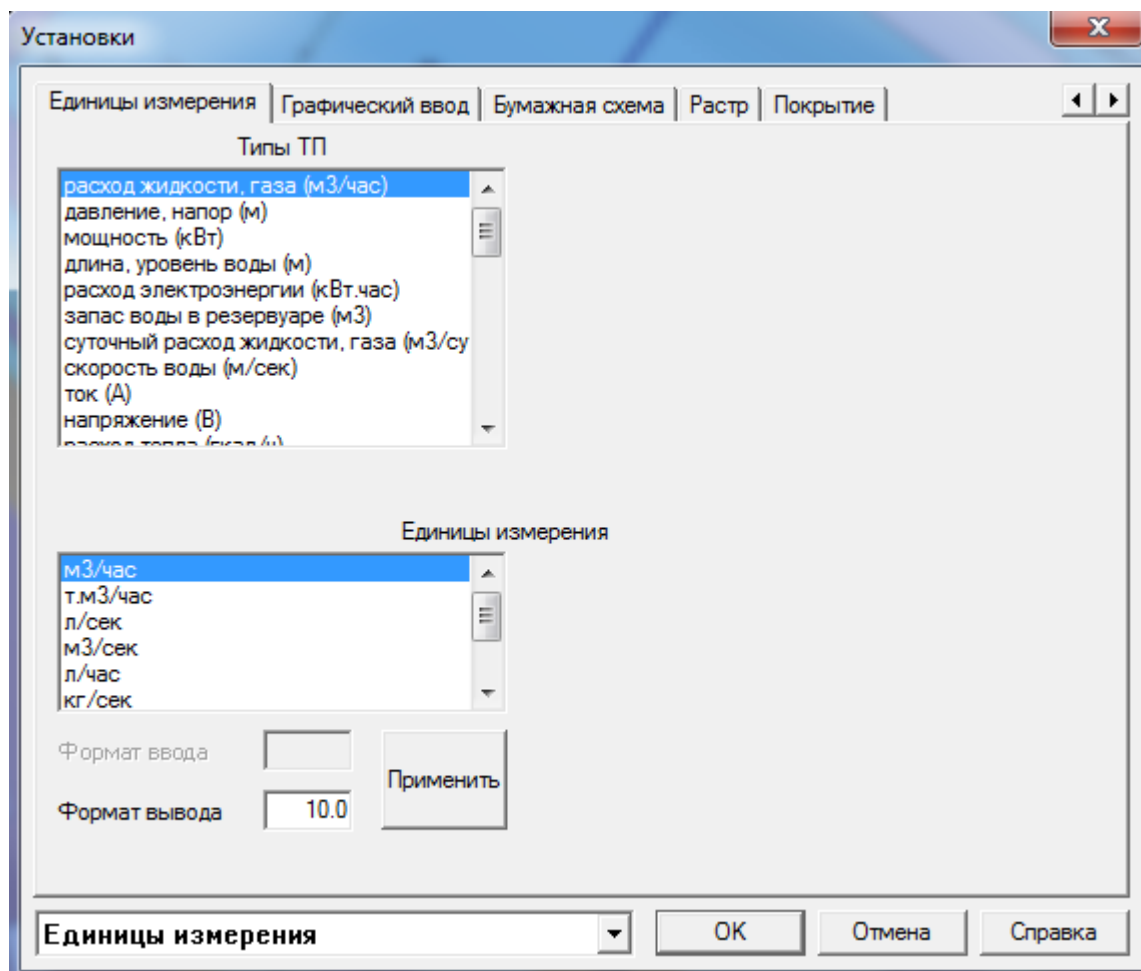 Установки
Единицы измерения Графический ввод Бумажная схема Растр Покрытие
Типы ТП
расход жидкости, газа (м3/час)
давление, напор (м)
мощность (кВт)
длина, уровень воды (м)
расход электроэнергии (кВт.час)
запас воды в резервуаре (м3)
суточный расход жидкости, газа (м3/су
скорость воды (м/сек)
ток (А)
напряжение (В)
расход тепла (гкал/ч)
Единицы измерения
м3/час
т.м3/час
л/сек
м3/сек
л/час
кг/сек
Формат ввода
Применить
Формат вывода 10.0
Единицы измерения OK Отмена Справка